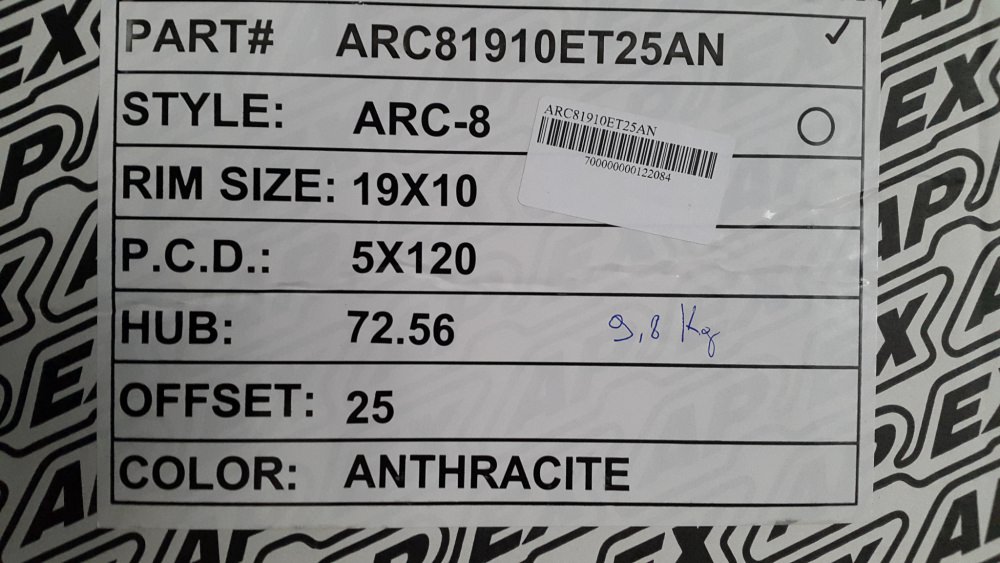 PART# ARC81910ET25AN
STYLE: ARC-8
ARC81910ET25AN
700000000122084
RIM SIZE: 19X10
P.C.D.: 5X120
HUB: 72.56
9,8 Kg
OFFSET: 25
COLOR: ANTHRACITE
APEX